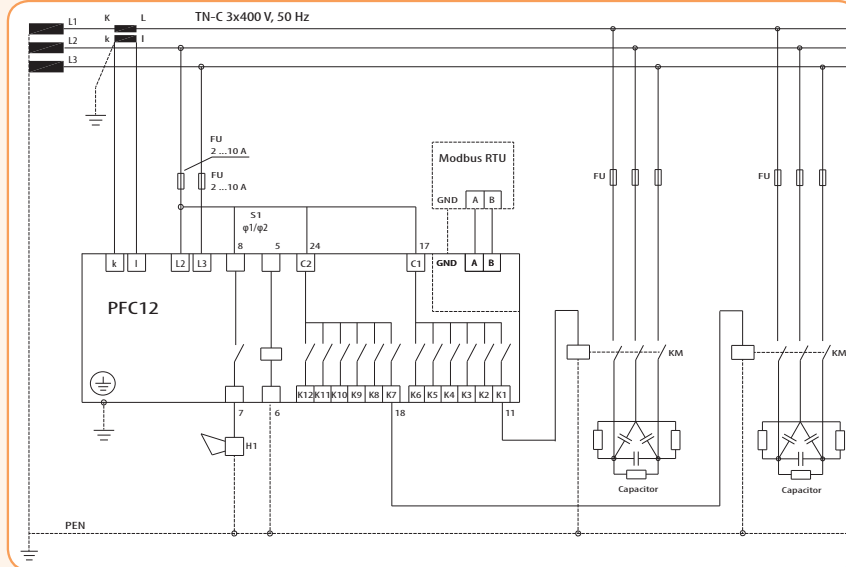 TN-C 3x400 V, 50 Hz
L1 K L
L2 k l
L3
FU
2 ...10 A
FU
2 ...10 A
Modbus RTU
GND A B
FU
FU
S1
φ1/φ2
8 5 24 17
k l L2 L3 C2 C1 GND A B
PFC12
KM
KM
K12 K11 K10 K9 K8 K7 K6 K5 K4 K3 K2 K1
7 6 18 11
H1
Capacitor
Capacitor
PEN